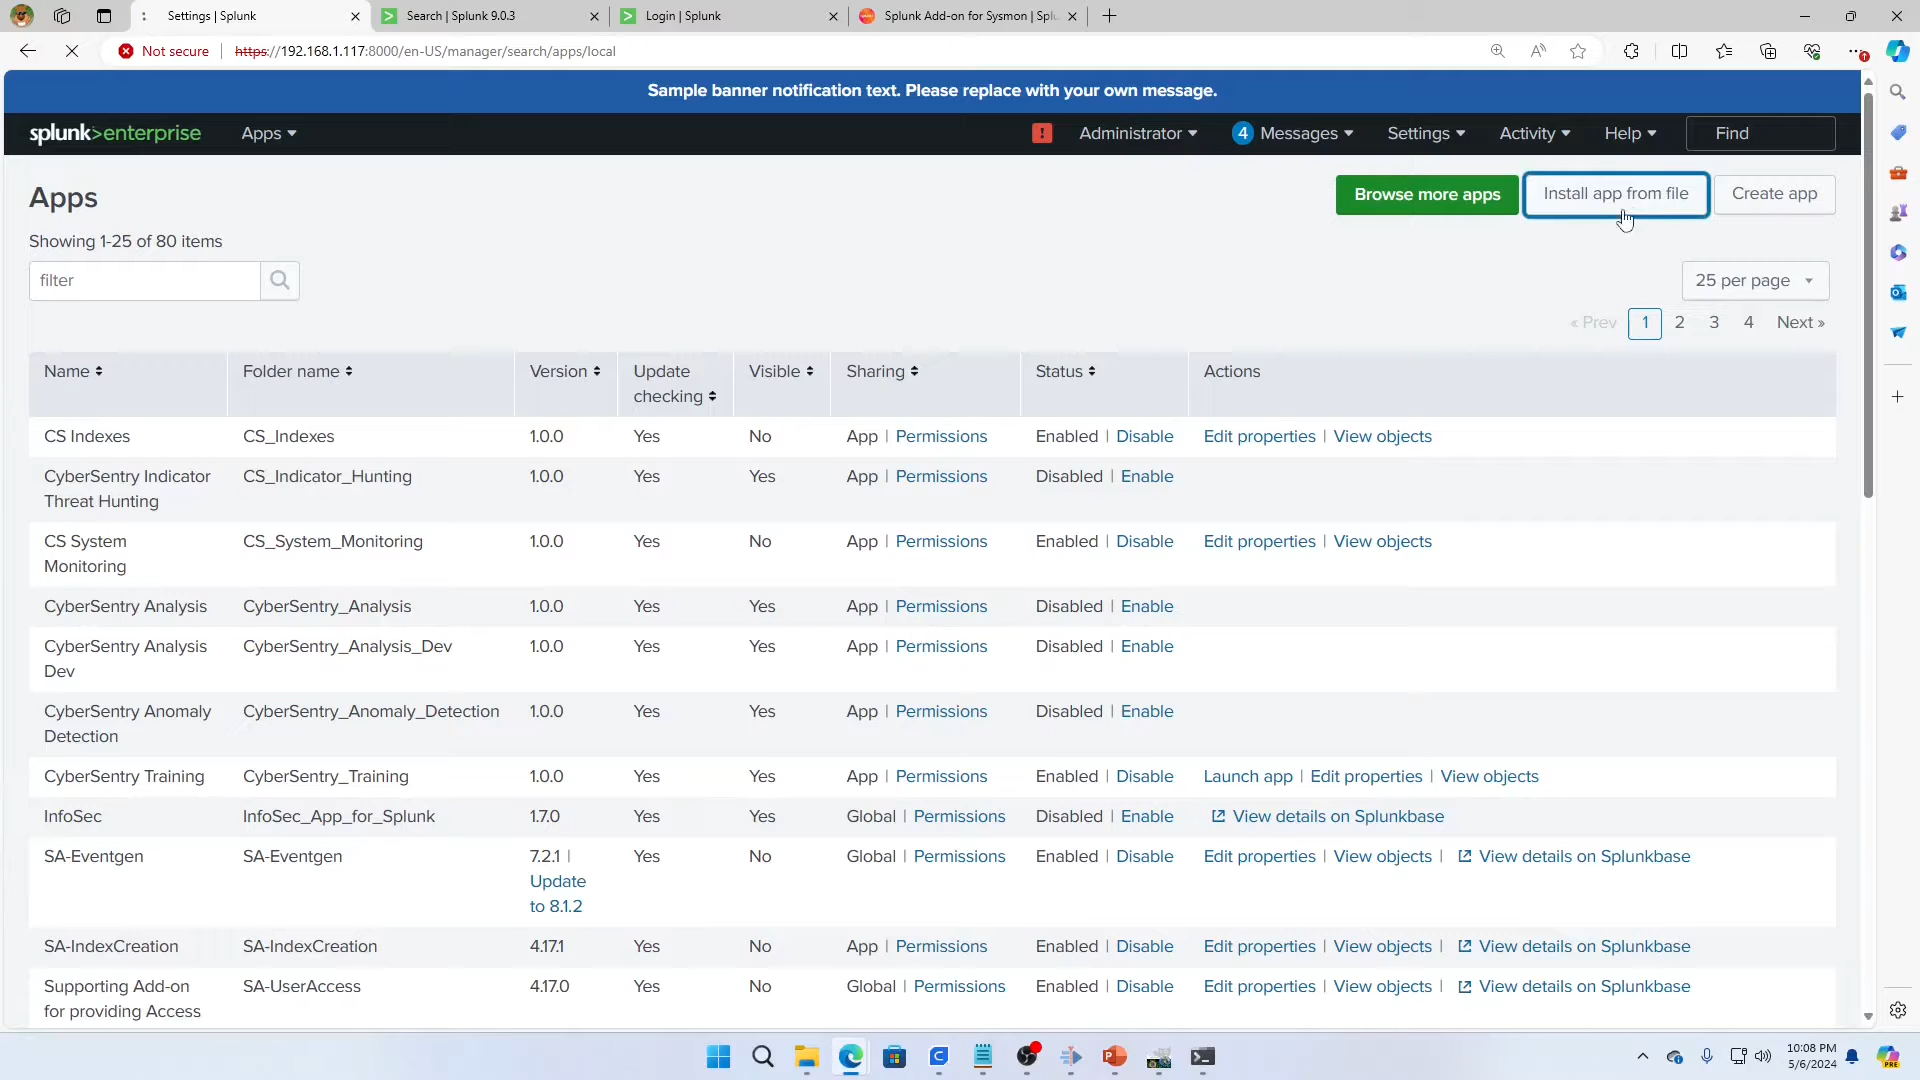 Settings | Splunk
Search | Splunk 9.0.3
Login | Splunk
Splunk Add-on for Sysmon | Splu
Not secure
https://192.168.1.117:8000/en-US/manager/search/apps/local
Sample banner notification text. Please replace with your own message.
splunk>enterprise Apps
! Administrator 4 Messages Settings Activity Help Find
Apps
Browse more apps Install app from file Create app
Showing 1-25 of 80 items
filter
25 per page
« Prev 1 2 3 4 Next »
Name Folder name Version Update checking Visible Sharing Status Actions
CS Indexes CS_Indexes 1.0.0 Yes No App | Permissions Enabled | Disable Edit properties | View objects
CyberSentry Indicator Threat Hunting CS_Indicator_Hunting 1.0.0 Yes Yes App | Permissions Disabled | Enable
CS System Monitoring CS_System_Monitoring 1.0.0 Yes No App | Permissions Enabled | Disable Edit properties | View objects
CyberSentry Analysis CyberSentry_Analysis 1.0.0 Yes Yes App | Permissions Disabled | Enable
CyberSentry Analysis Dev CyberSentry_Analysis_Dev 1.0.0 Yes Yes App | Permissions Disabled | Enable
CyberSentry Anomaly Detection CyberSentry_Anomaly_Detection 1.0.0 Yes Yes App | Permissions Disabled | Enable
CyberSentry Training CyberSentry_Training 1.0.0 Yes Yes App | Permissions Enabled | Disable Launch app | Edit properties | View objects
InfoSec InfoSec_App_for_Splunk 1.7.0 Yes Yes Global | Permissions Disabled | Enable View details on Splunkbase
SA-Eventgen SA-Eventgen 7.2.1 | Update to 8.1.2 Yes No Global | Permissions Enabled | Disable Edit properties | View objects | View details on Splunkbase
SA-IndexCreation SA-IndexCreation 4.17.1 Yes No App | Permissions Enabled | Disable Edit properties | View objects | View details on Splunkbase
Supporting Add-on for providing Access SA-UserAccess 4.17.0 Yes No Global | Permissions Enabled | Disable Edit properties | View objects | View details on Splunkbase
10:08 PM
5/6/2024
PRE